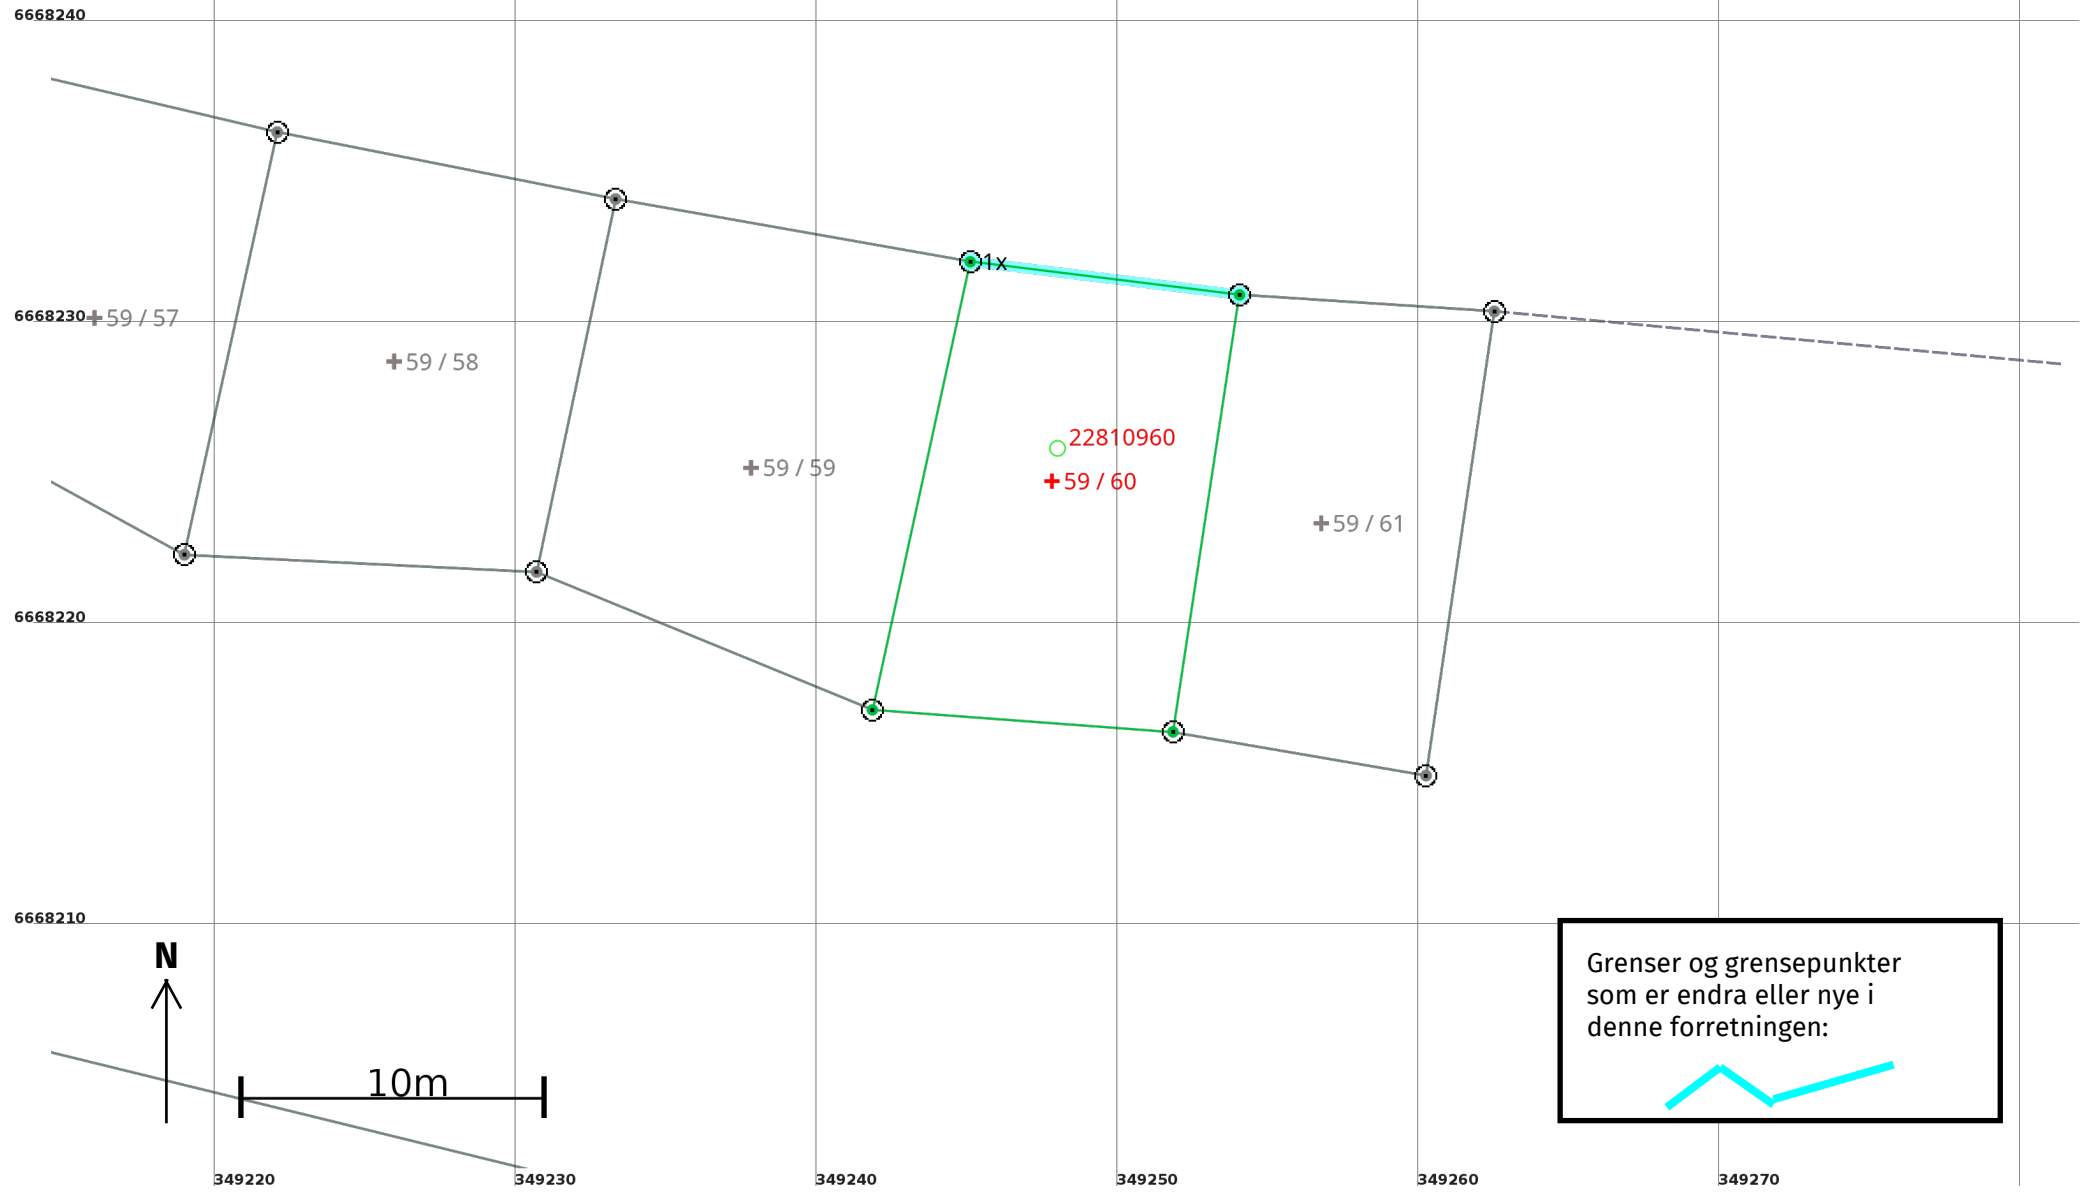 6668240
1x
6668230
59 / 57
59 / 58
22810960
59 / 59
59 / 60
59 / 61
6668220
6668210
N
Grenser og grensepunkter
som er endra eller nye i
denne forretningen:
10m
349220
349230
349240
349250
349260
349270